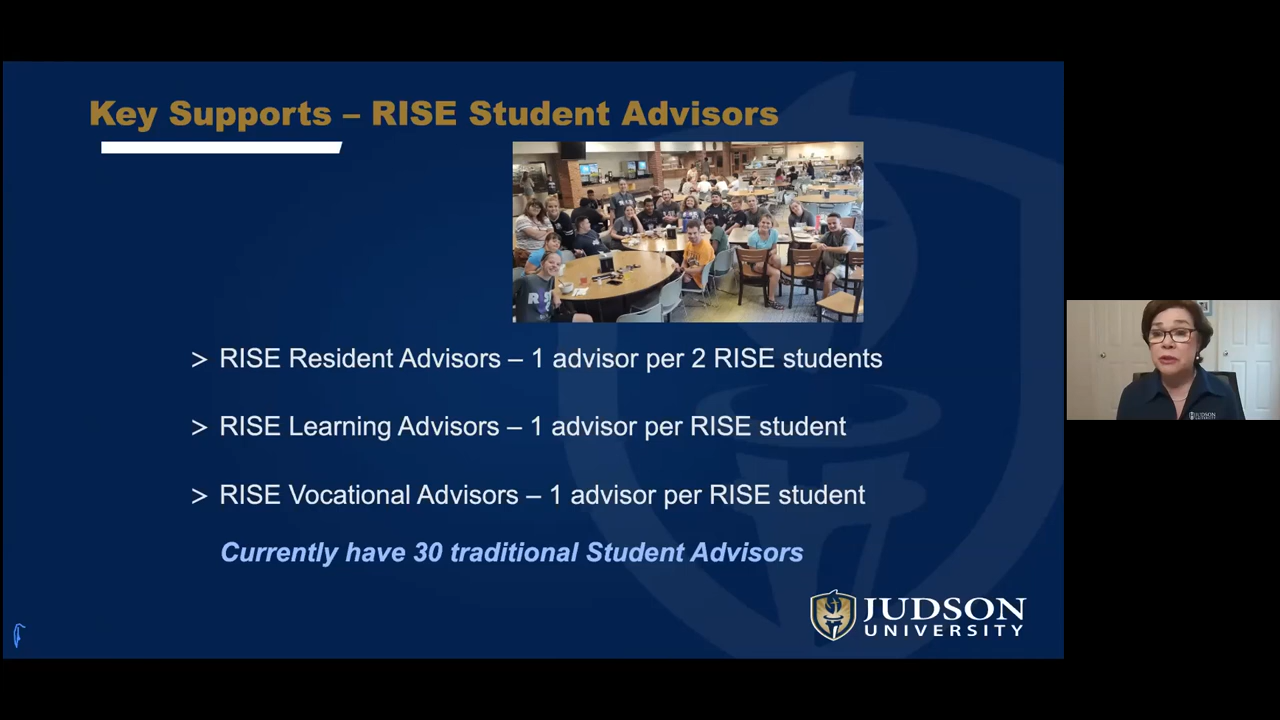 Key Supports – RISE Student Advisors
> RISE Resident Advisors – 1 advisor per 2 RISE students
> RISE Learning Advisors – 1 advisor per RISE student
> RISE Vocational Advisors – 1 advisor per RISE student
Currently have 30 traditional Student Advisors
JUDSON
UNIVERSITY
JUDSON
UNIVERSITY